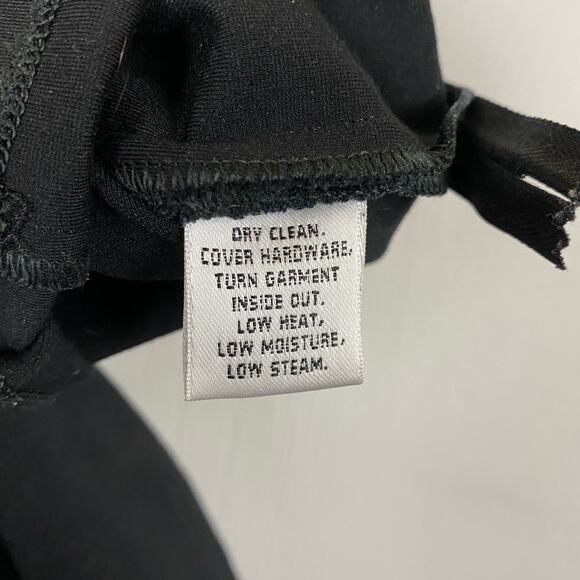 DRY CLEAN.
COVER HARDWARE,
TURN GARMENT
INSIDE OUT.
LOW HEAT,
LOW MOISTURE,
LOW STEAM.